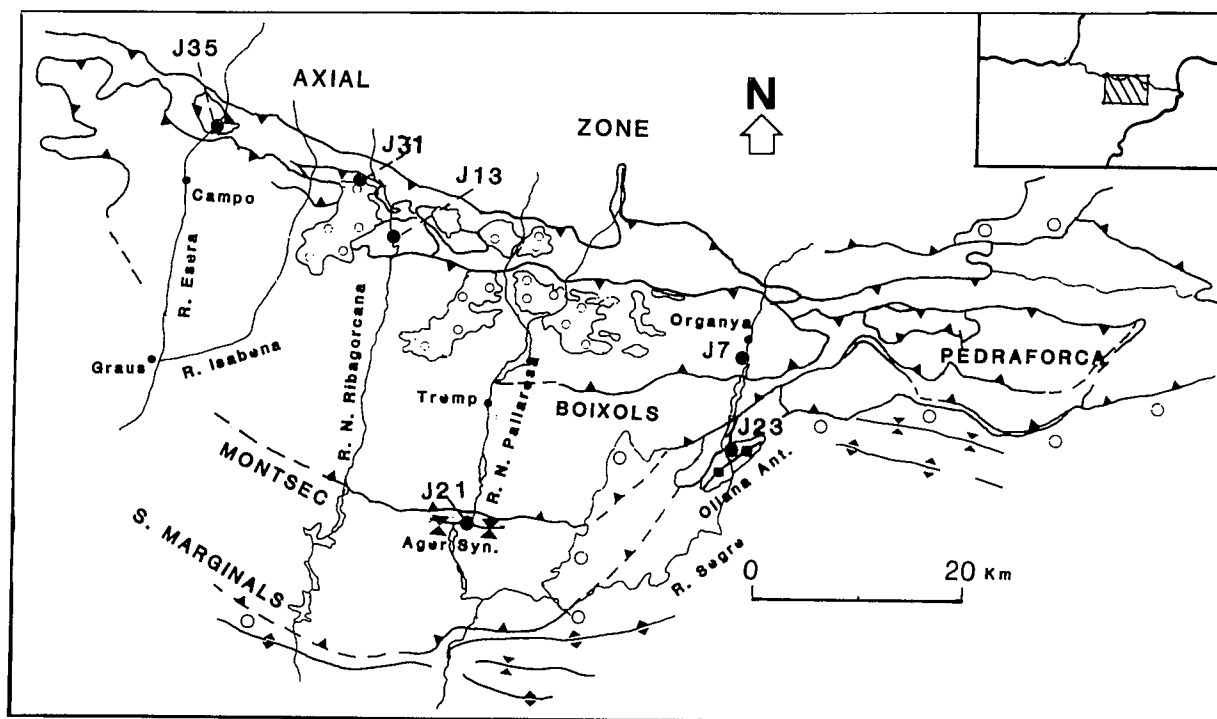 J35
AXIAL
N
ZONE
J31
J13
Campo
R. Esera
R. Isabena
Graus
R. N. Ribagorcana
R. N. Pallaresa
Organya
J7
PEDRAFORCA
Tremp
BOIXOLS
J23
Oliana Ant.
MONTSEC
J21
Ager Syn.
R. Segre
S. MARGINALS
0 20 Km